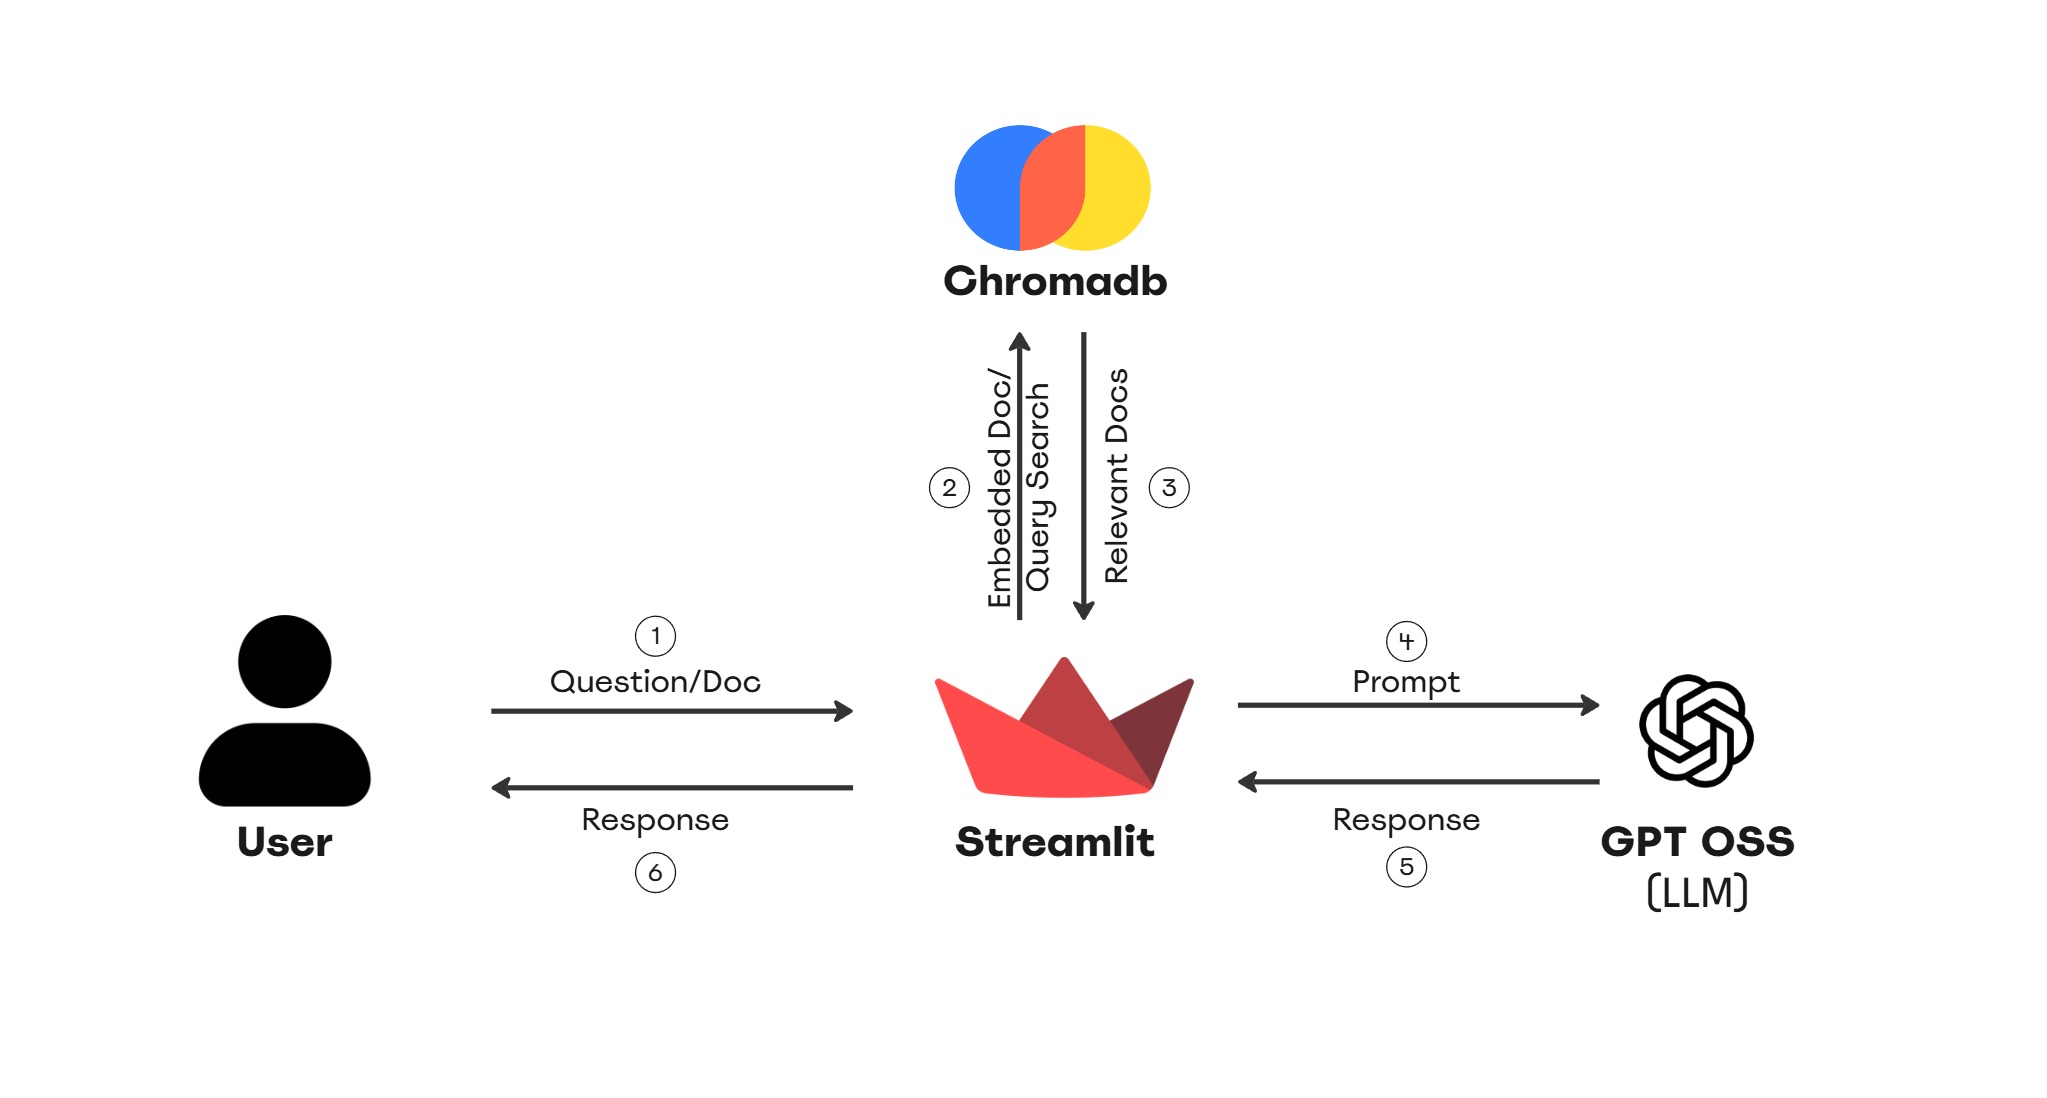 Chromadb
Embedded Doc/
Query Search
Relevant Docs
2
3
1
Question/Doc
4
Prompt
User
Response
6
Streamlit
Response
5
GPT OSS
(LLM)